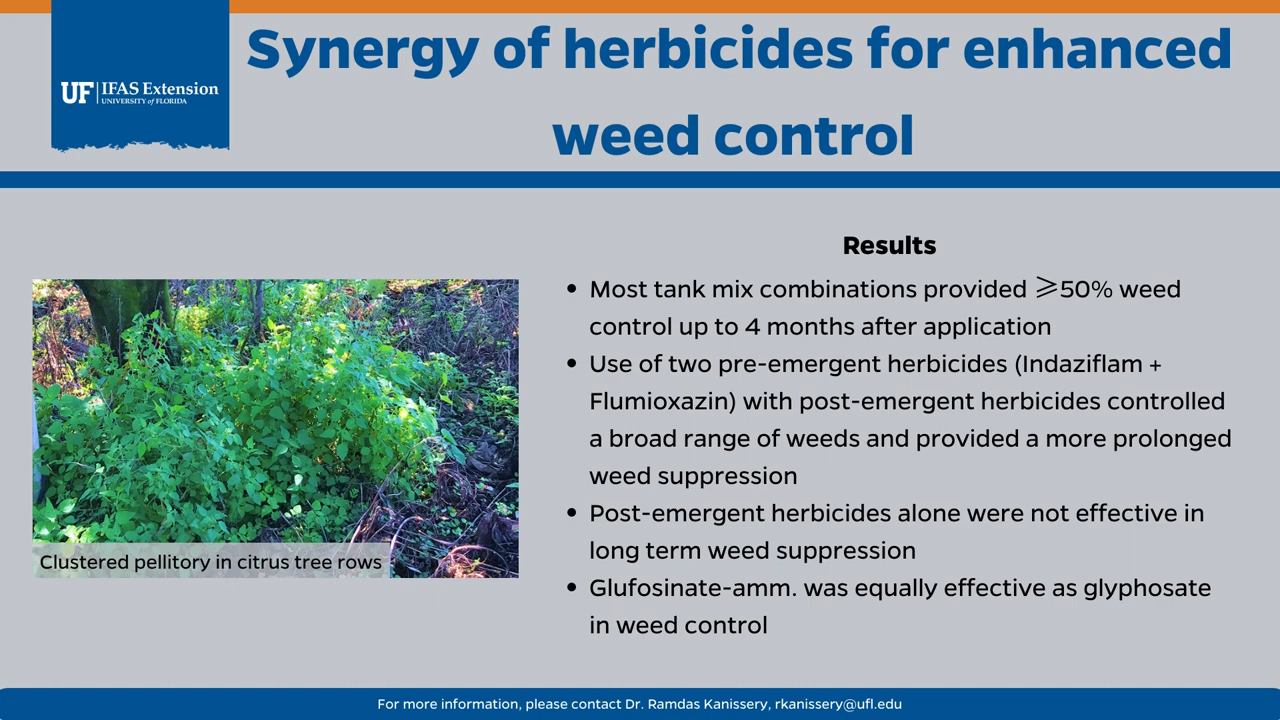 Synergy of herbicides for enhanced
weed control
UF | IFAS Extension
UNIVERSITY of FLORIDA
Results
• Most tank mix combinations provided ⩾50% weed
control up to 4 months after application
• Use of two pre-emergent herbicides (Indaziflam +
Flumioxazin) with post-emergent herbicides controlled
a broad range of weeds and provided a more prolonged
weed suppression
• Post-emergent herbicides alone were not effective in
long term weed suppression
• Glufosinate-amm. was equally effective as glyphosate
in weed control
Clustered pellitory in citrus tree rows
For more information, please contact Dr. Ramdas Kanissery, rkanissery@ufl.edu